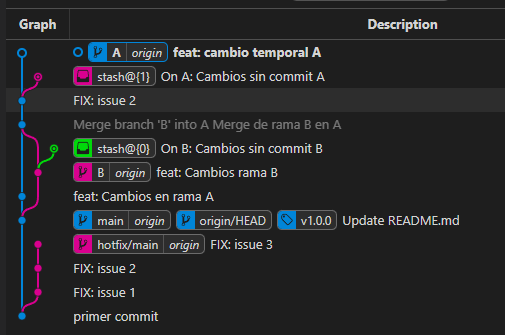 Graph Description
A origin feat: cambio temporal A
stash@{1} On A: Cambios sin commit A
FIX: issue 2
Merge branch 'B' into A Merge de rama B en A
stash@{0} On B: Cambios sin commit B
B origin feat: Cambios rama B
feat: Cambios en rama A
main origin origin/HEAD v1.0.0 Update README.md
hotfix/main origin FIX: issue 3
FIX: issue 2
FIX: issue 1
primer commit